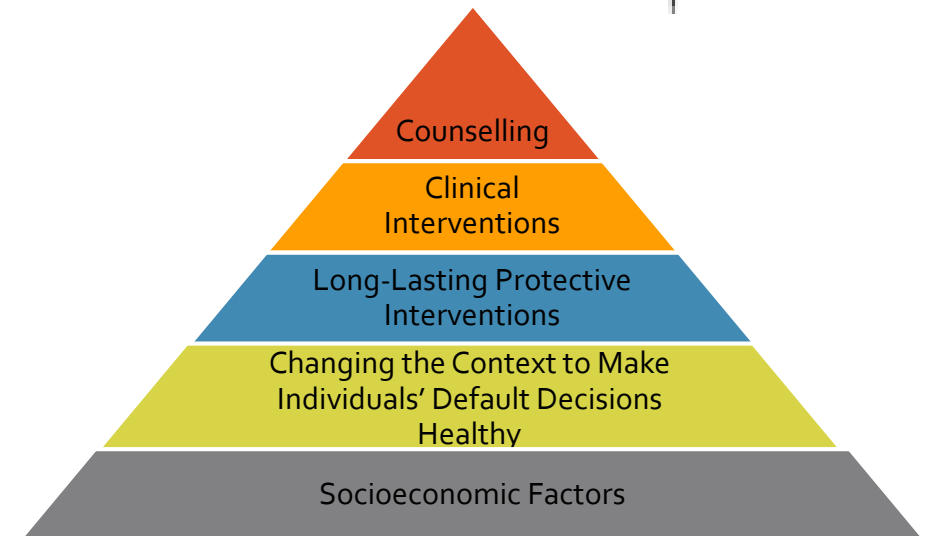 Counselling
Clinical
Interventions
Long-Lasting Protective
Interventions
Changing the Context to Make
Individuals’ Default Decisions
Healthy
Socioeconomic Factors